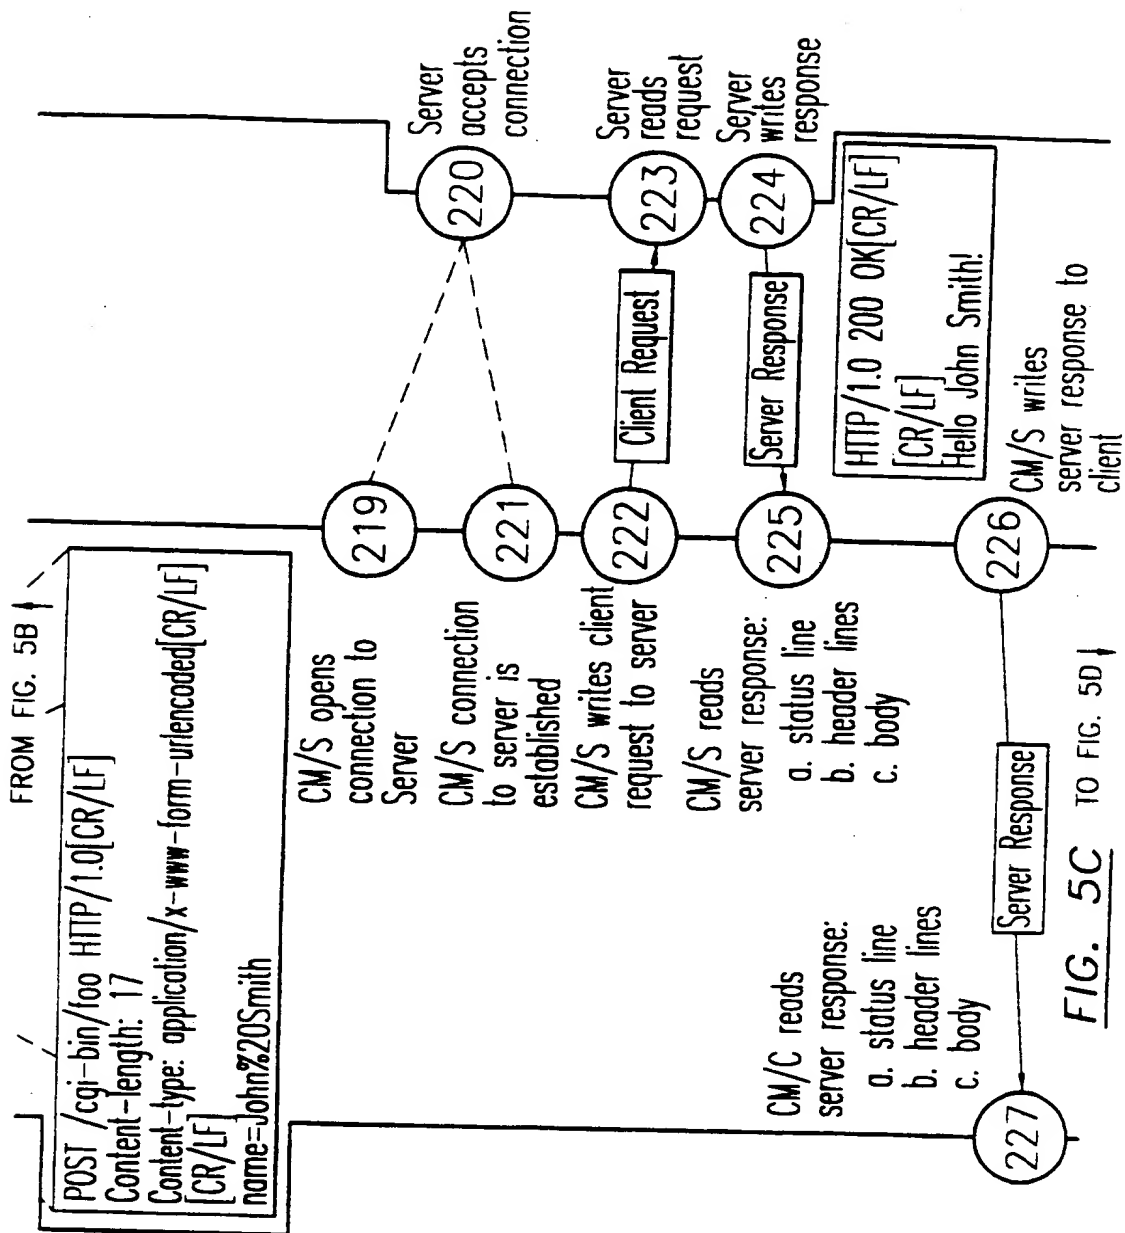 FROM FIG. 5B
POST /cgi-bin/foo HTTP/1.0[CR/LF]
Content-length: 17
Content-type: application/x-www-form-urlencoded[CR/LF]
[CR/LF]
name=John%20Smith
CM/S opens
connection to
Server
219
220
Server
accepts
connection
CM/S connection
to server is
established
221
CM/S writes client
request to server
222
Client Request
223
Server
reads
request
CM/S reads
server response:
a. status line
b. header lines
c. body
225
Server Response
224
Server
writes
response
HTTP/1.0 200 OK[CR/LF]
[CR/LF]
Hello John Smith!
CM/C reads
server response:
a. status line
b. header lines
c. body
227
Server Response
226
CM/S writes
server response to
client
FIG. 5C TO FIG. 5D